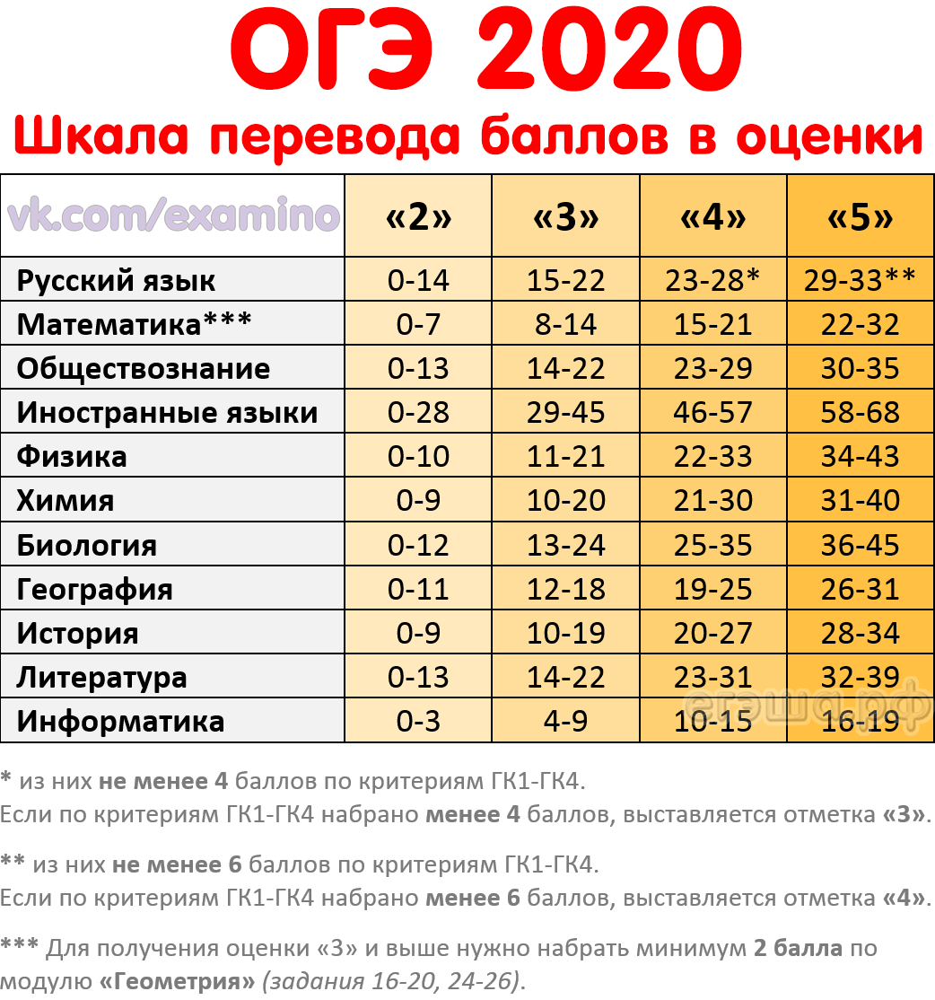 ОГЭ 2020
Шкала перевода баллов в оценки
vk.com/examino «2» «3» «4» «5»
Русский язык 0-14 15-22 23-28* 29-33**
Математика*** 0-7 8-14 15-21 22-32
Обществознание 0-13 14-22 23-29 30-35
Иностранные языки 0-28 29-45 46-57 58-68
Физика 0-10 11-21 22-33 34-43
Химия 0-9 10-20 21-30 31-40
Биология 0-12 13-24 25-35 36-45
География 0-11 12-18 19-25 26-31
История 0-9 10-19 20-27 28-34
Литература 0-13 14-22 23-31 32-39
егэша.рф
Информатика 0-3 4-9 10-15 16-19
* из них не менее 4 баллов по критериям ГК1-ГК4.
Если по критериям ГК1-ГК4 набрано менее 4 баллов, выставляется отметка «3».
** из них не менее 6 баллов по критериям ГК1-ГК4.
Если по критериям ГК1-ГК4 набрано менее 6 баллов, выставляется отметка «4».
*** Для получения оценки «3» и выше нужно набрать минимум 2 балла по
модулю «Геометрия» (задания 16-20, 24-26).